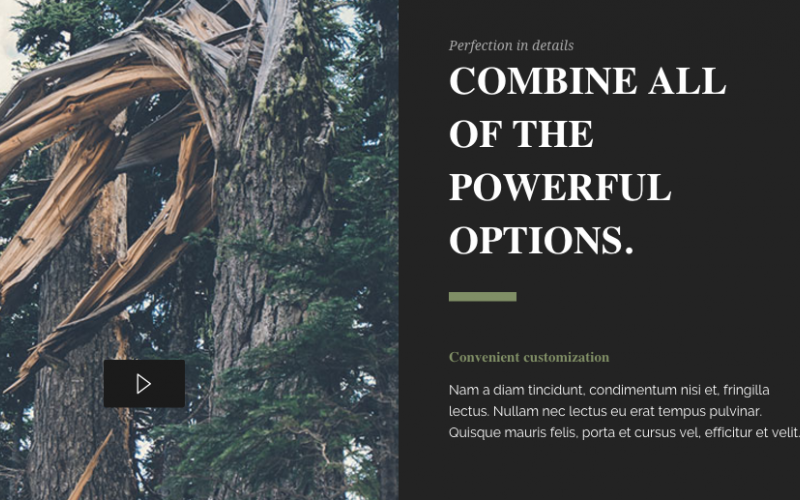 Perfection in details
COMBINE ALL
OF THE
POWERFUL
OPTIONS.
Convenient customization
Nam a diam tincidunt, condimentum nisi et, fringilla
lectus. Nullam nec lectus eu erat tempus pulvinar.
Quisque mauris felis, porta et cursus vel, efficitur et velit.